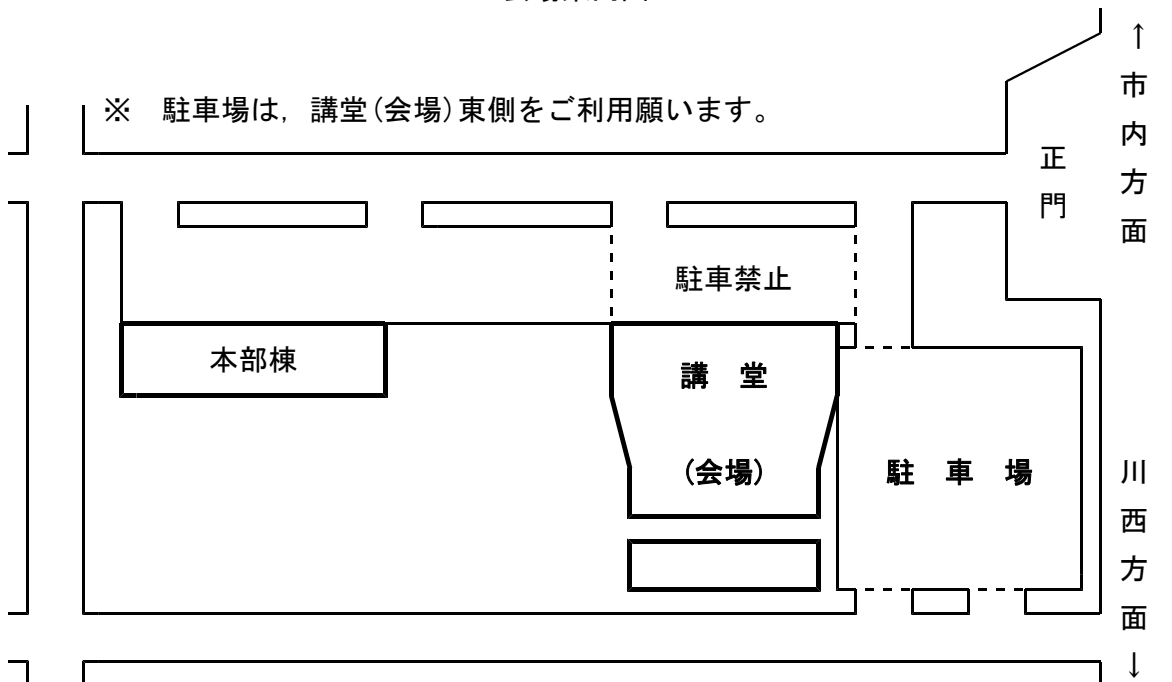 ※　駐車場は，講堂(会場)東側をご利用願います。
↑市内方面
正門
駐車禁止
本部棟
講　堂
(会場)
駐　車　場
川西方面↓